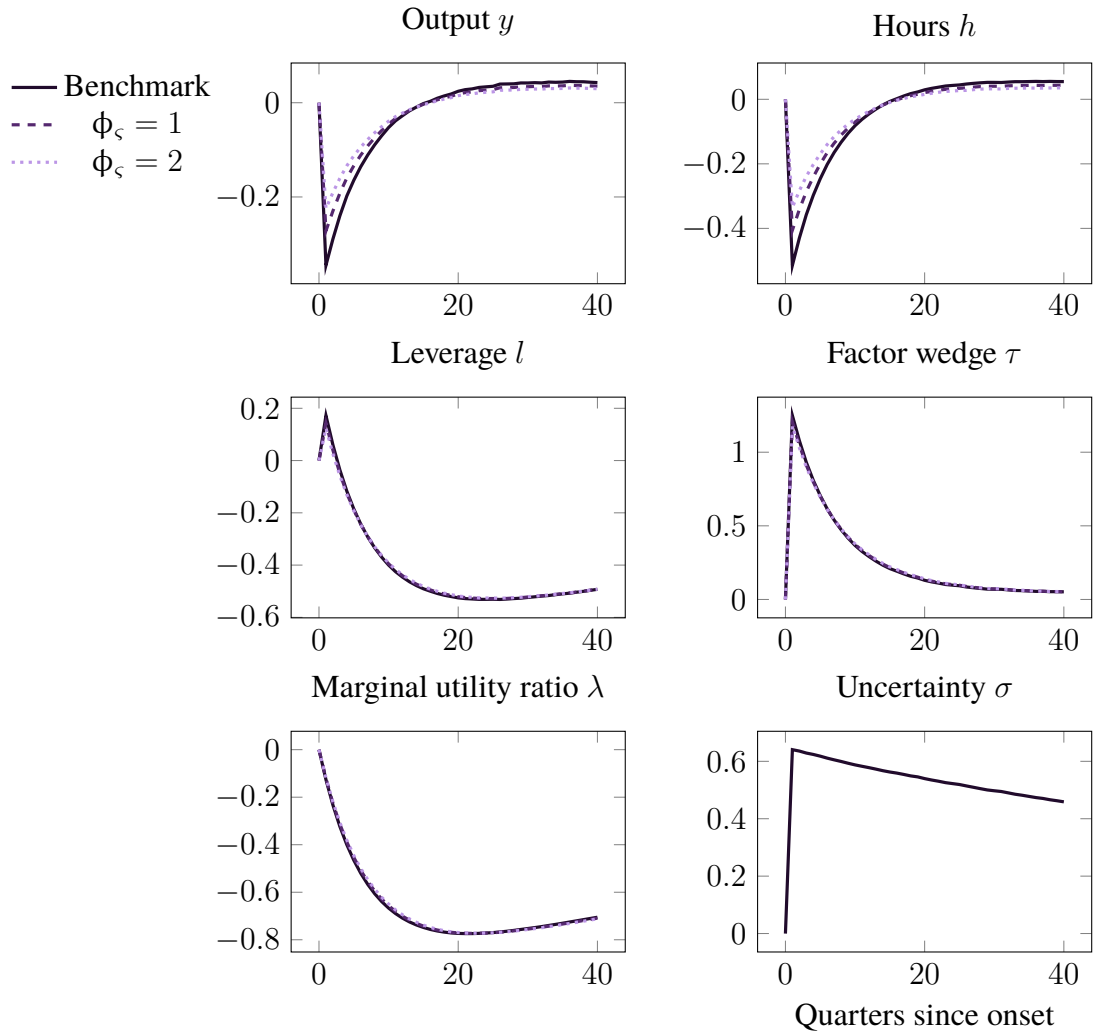 Output y
Hours h
Benchmark
ϕ_ς = 1
ϕ_ς = 2
0
−0.2
0 20 40
0
−0.2
−0.4
0 20 40
Leverage l
Factor wedge τ
0.2
0
−0.2
−0.4
−0.6
0 20 40
1
0.5
0
0 20 40
Marginal utility ratio λ
Uncertainty σ
0
−0.2
−0.4
−0.6
−0.8
0 20 40
0.6
0.4
0.2
0
0 20 40
Quarters since onset